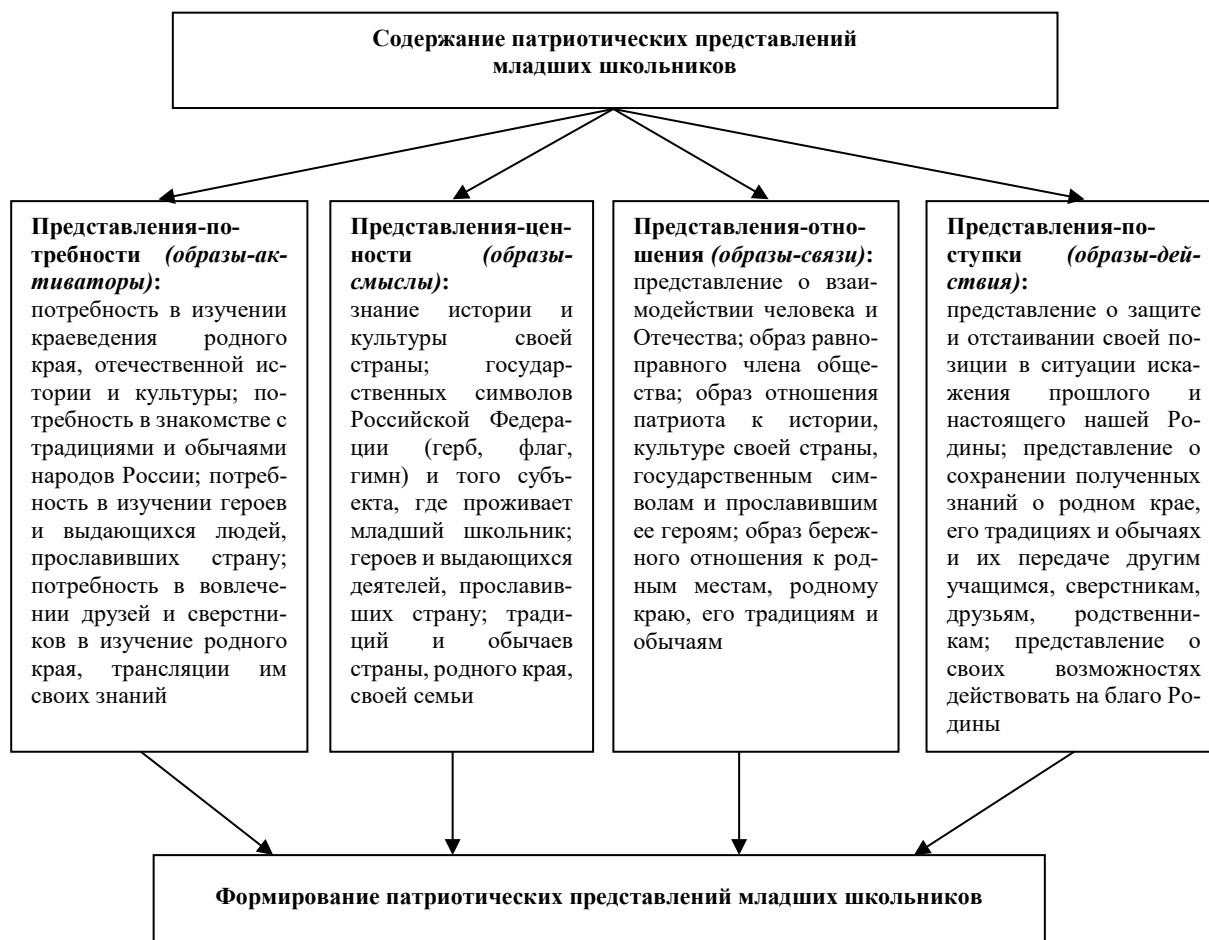 Содержание патриотических представлений
младших школьников
Представления-по-
требности (образы-ак-
тиваторы):
потребность в изучении
краеведения родного
края, отечественной ис-
тории и культуры; по-
требность в знакомстве с
традициями и обычаями
народов России; потреб-
ность в изучении героев
и выдающихся людей,
прославивших страну;
потребность в вовлече-
нии друзей и сверстни-
ков в изучение родного
края, трансляции им
своих знаний
Представления-цен-
ности (образы-
смыслы):
знание истории и
культуры своей
страны; государ-
ственных символов
Российской Федера-
ции (герб, флаг,
гимн) и того субъ-
екта, где проживает
младший школьник;
героев и выдающихся
деятелей, прославив-
ших страну; тради-
ций и обычаев
страны, родного края,
своей семьи
Представления-отно-
шения (образы-связи):
представление о взаи-
модействии человека и
Отечества; образ равно-
правного члена обще-
ства; образ отношения
патриота к истории,
культуре своей страны,
государственным сим-
волам и прославившим
ее героям; образ береж-
ного отношения к род-
ным местам, родному
краю, его традициям и
обычаям
Представления-по-
ступки (образы-дей-
ствия):
представление о защите
и отстаивании своей по-
зиции в ситуации иска-
жения прошлого и
настоящего нашей Ро-
дины; представление о
сохранении полученных
знаний о родном крае,
его традициях и обычаях
и их передаче другим
учащимся, сверстникам,
друзьям, родственни-
кам; представление о
своих возможностях
действовать на благо Ро-
дины
Формирование патриотических представлений младших школьников